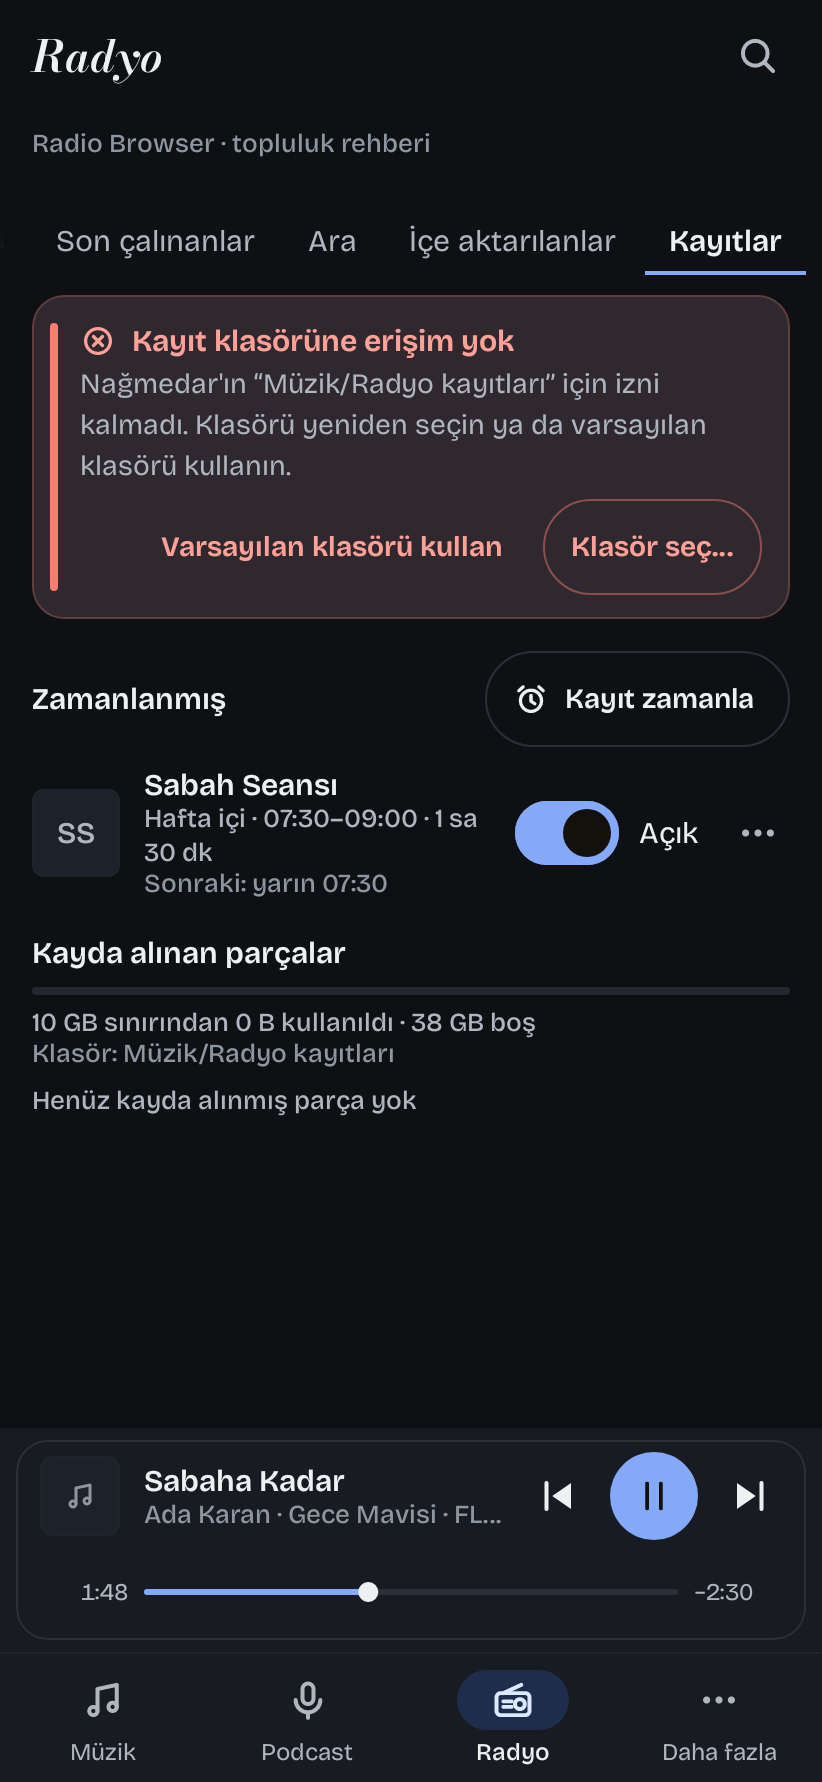 Radyo
Radio Browser · topluluk rehberi
Son çalınanlar
Ara
İçe aktarılanlar
Kayıtlar
Kayıt klasörüne erişim yok
Nağmedar'ın “Müzik/Radyo kayıtları” için izni
kalmadı. Klasörü yeniden seçin ya da varsayılan
klasörü kullanın.
Varsayılan klasörü kullan
Klasör seç…
Zamanlanmış
Kayıt zamanla
SS
Sabah Seansı
Hafta içi · 07:30–09:00 · 1 sa
30 dk
Sonraki: yarın 07:30
Açık
Kayda alınan parçalar
10 GB sınırından 0 B kullanıldı · 38 GB boş
Klasör: Müzik/Radyo kayıtları
Henüz kayda alınmış parça yok
Sabaha Kadar
Ada Karan · Gece Mavisi · FL…
1:48
−2:30
Müzik
Podcast
Radyo
Daha fazla